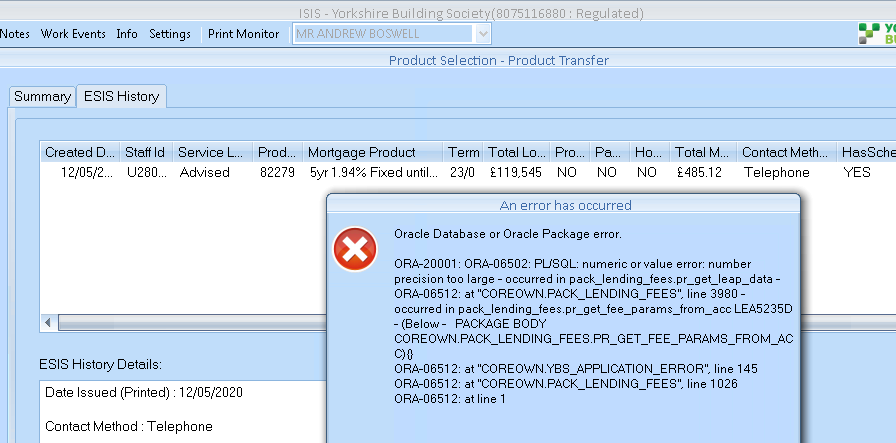 ISIS - Yorkshire Building Society(8075116880 : Regulated)
Notes Work Events Info Settings Print Monitor MR ANDREW BOSWELL
Product Selection - Product Transfer
Summary ESIS History
Created D... Staff Id Service L... Prod... Mortgage Product Term Total Lo... Pro... Pa... Ho... Total M... Contact Meth... HasSche
12/05/2... U280... Advised 82279 5yr 1.94% Fixed until... 23/0 £119,545 NO NO NO £485.12 Telephone YES
An error has occurred
Oracle Database or Oracle Package error.
ORA-20001: ORA-06502: PL/SQL: numeric or value error: number
precision too large - occurred in pack_lending_fees.pr_get_leap_data -
ORA-06512: at "COREOWN.PACK_LENDING_FEES", line 3980 -
occurred in pack_lending_fees.pr_get_fee_params_from_acc LEA5235D
- (Below - PACKAGE BODY
COREOWN.PACK_LENDING_FEES.PR_GET_FEE_PARAMS_FROM_AC
C) {}
ORA-06512: at "COREOWN.YBS_APPLICATION_ERROR", line 145
ORA-06512: at "COREOWN.PACK_LENDING_FEES", line 1026
ORA-06512: at line 1
ESIS History Details:
Date Issued (Printed) : 12/05/2020
Contact Method : Telephone